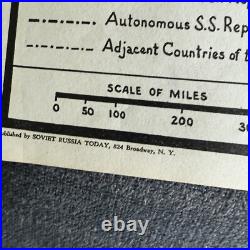 Autonomous S.S. Rep
Adjacent Countries of t
SCALE OF MILES
0 50 100 200
ublished by SOVIET RUSSIA TODAY, 824 Broadway, N. Y.